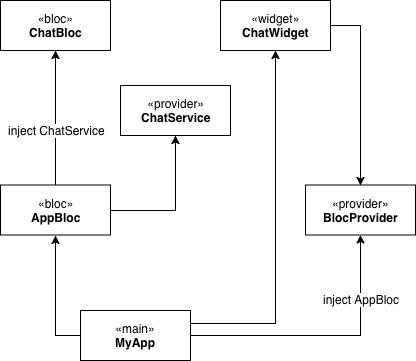 «bloc»
ChatBloc
«widget»
ChatWidget
«provider»
ChatService
inject ChatService
«bloc»
AppBloc
«provider»
BlocProvider
inject AppBloc
«main»
MyApp